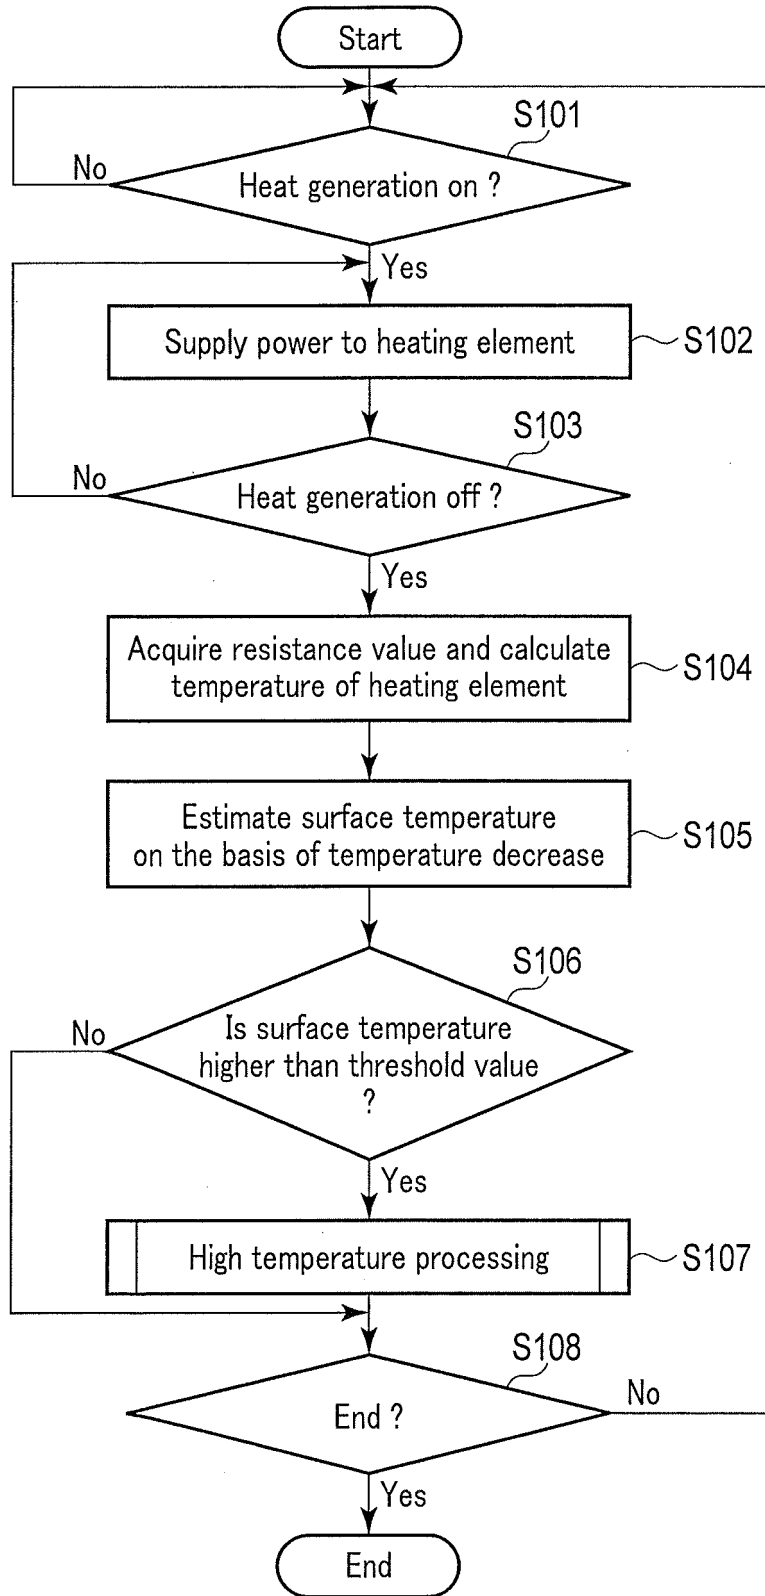 Start
S101
No
Heat generation on ?
Yes
Supply power to heating element
S102
S103
No
Heat generation off ?
Yes
Acquire resistance value and calculate
temperature of heating element
S104
Estimate surface temperature
on the basis of temperature decrease
S105
S106
No
Is surface temperature
higher than threshold value
?
Yes
High temperature processing
S107
S108
No
End ?
Yes
End